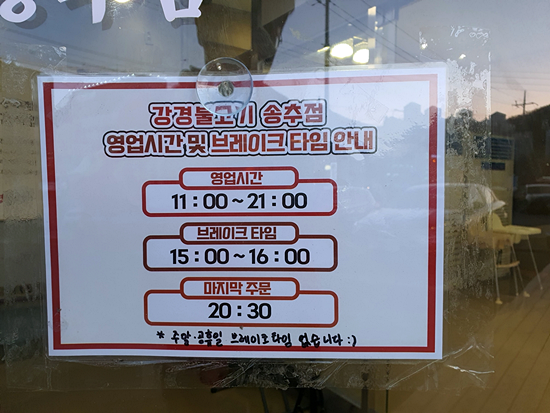 강경불고기 송추점
영업시간 및 브레이크 타임 안내
영업시간
11:00~21:00
브레이크 타임
15:00~16:00
마지막 주문
20:30
* 주말·공휴일 브레이크타임 없습니다:)